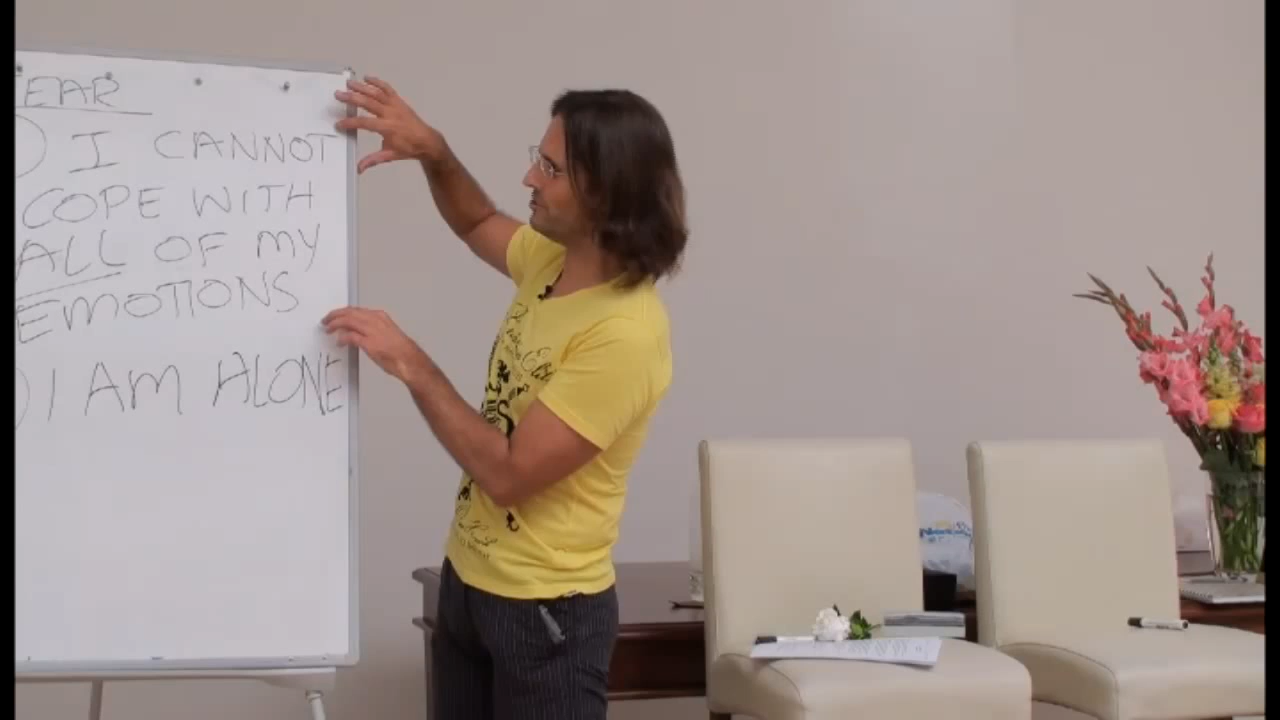 EAR
) I CANNOT
COPE WITH
ALL OF MY
EMOTIONS
) I AM ALONE